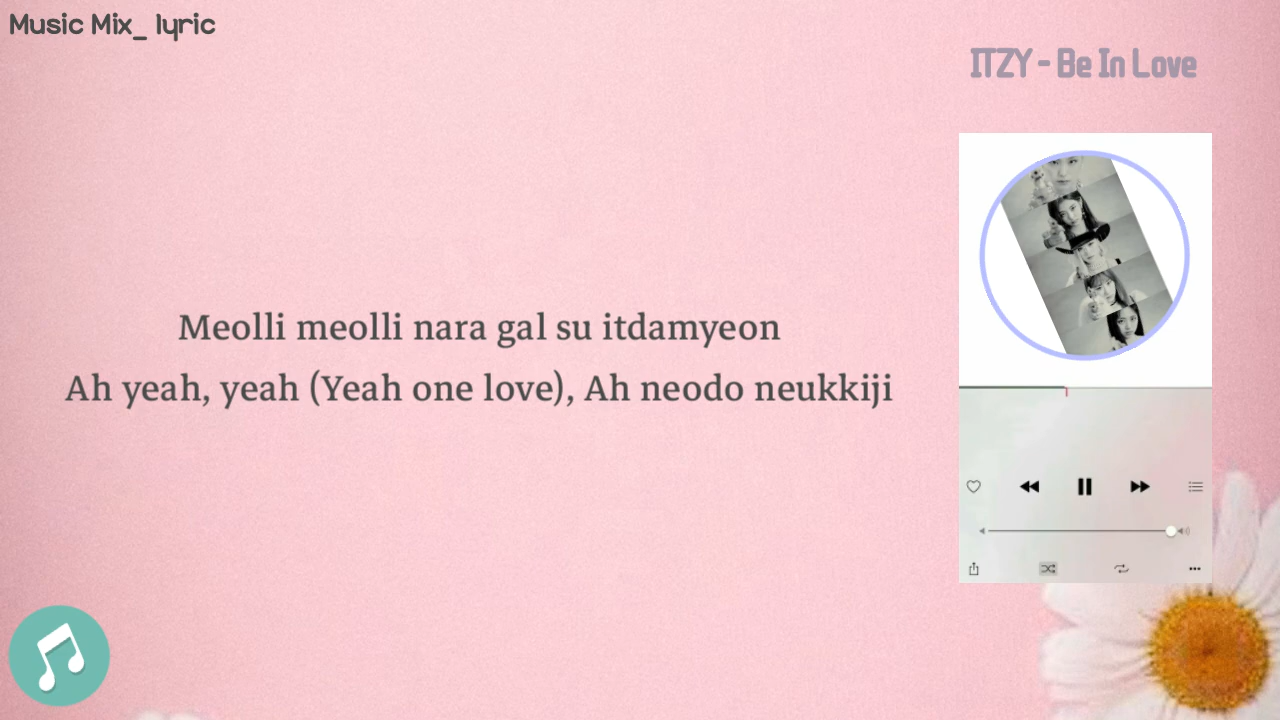 Music Mix_ lyric
ITZY - Be In Love
Meolli meolli nara gal su itdamyeon
Ah yeah, yeah (Yeah one love), Ah neodo neukkiji